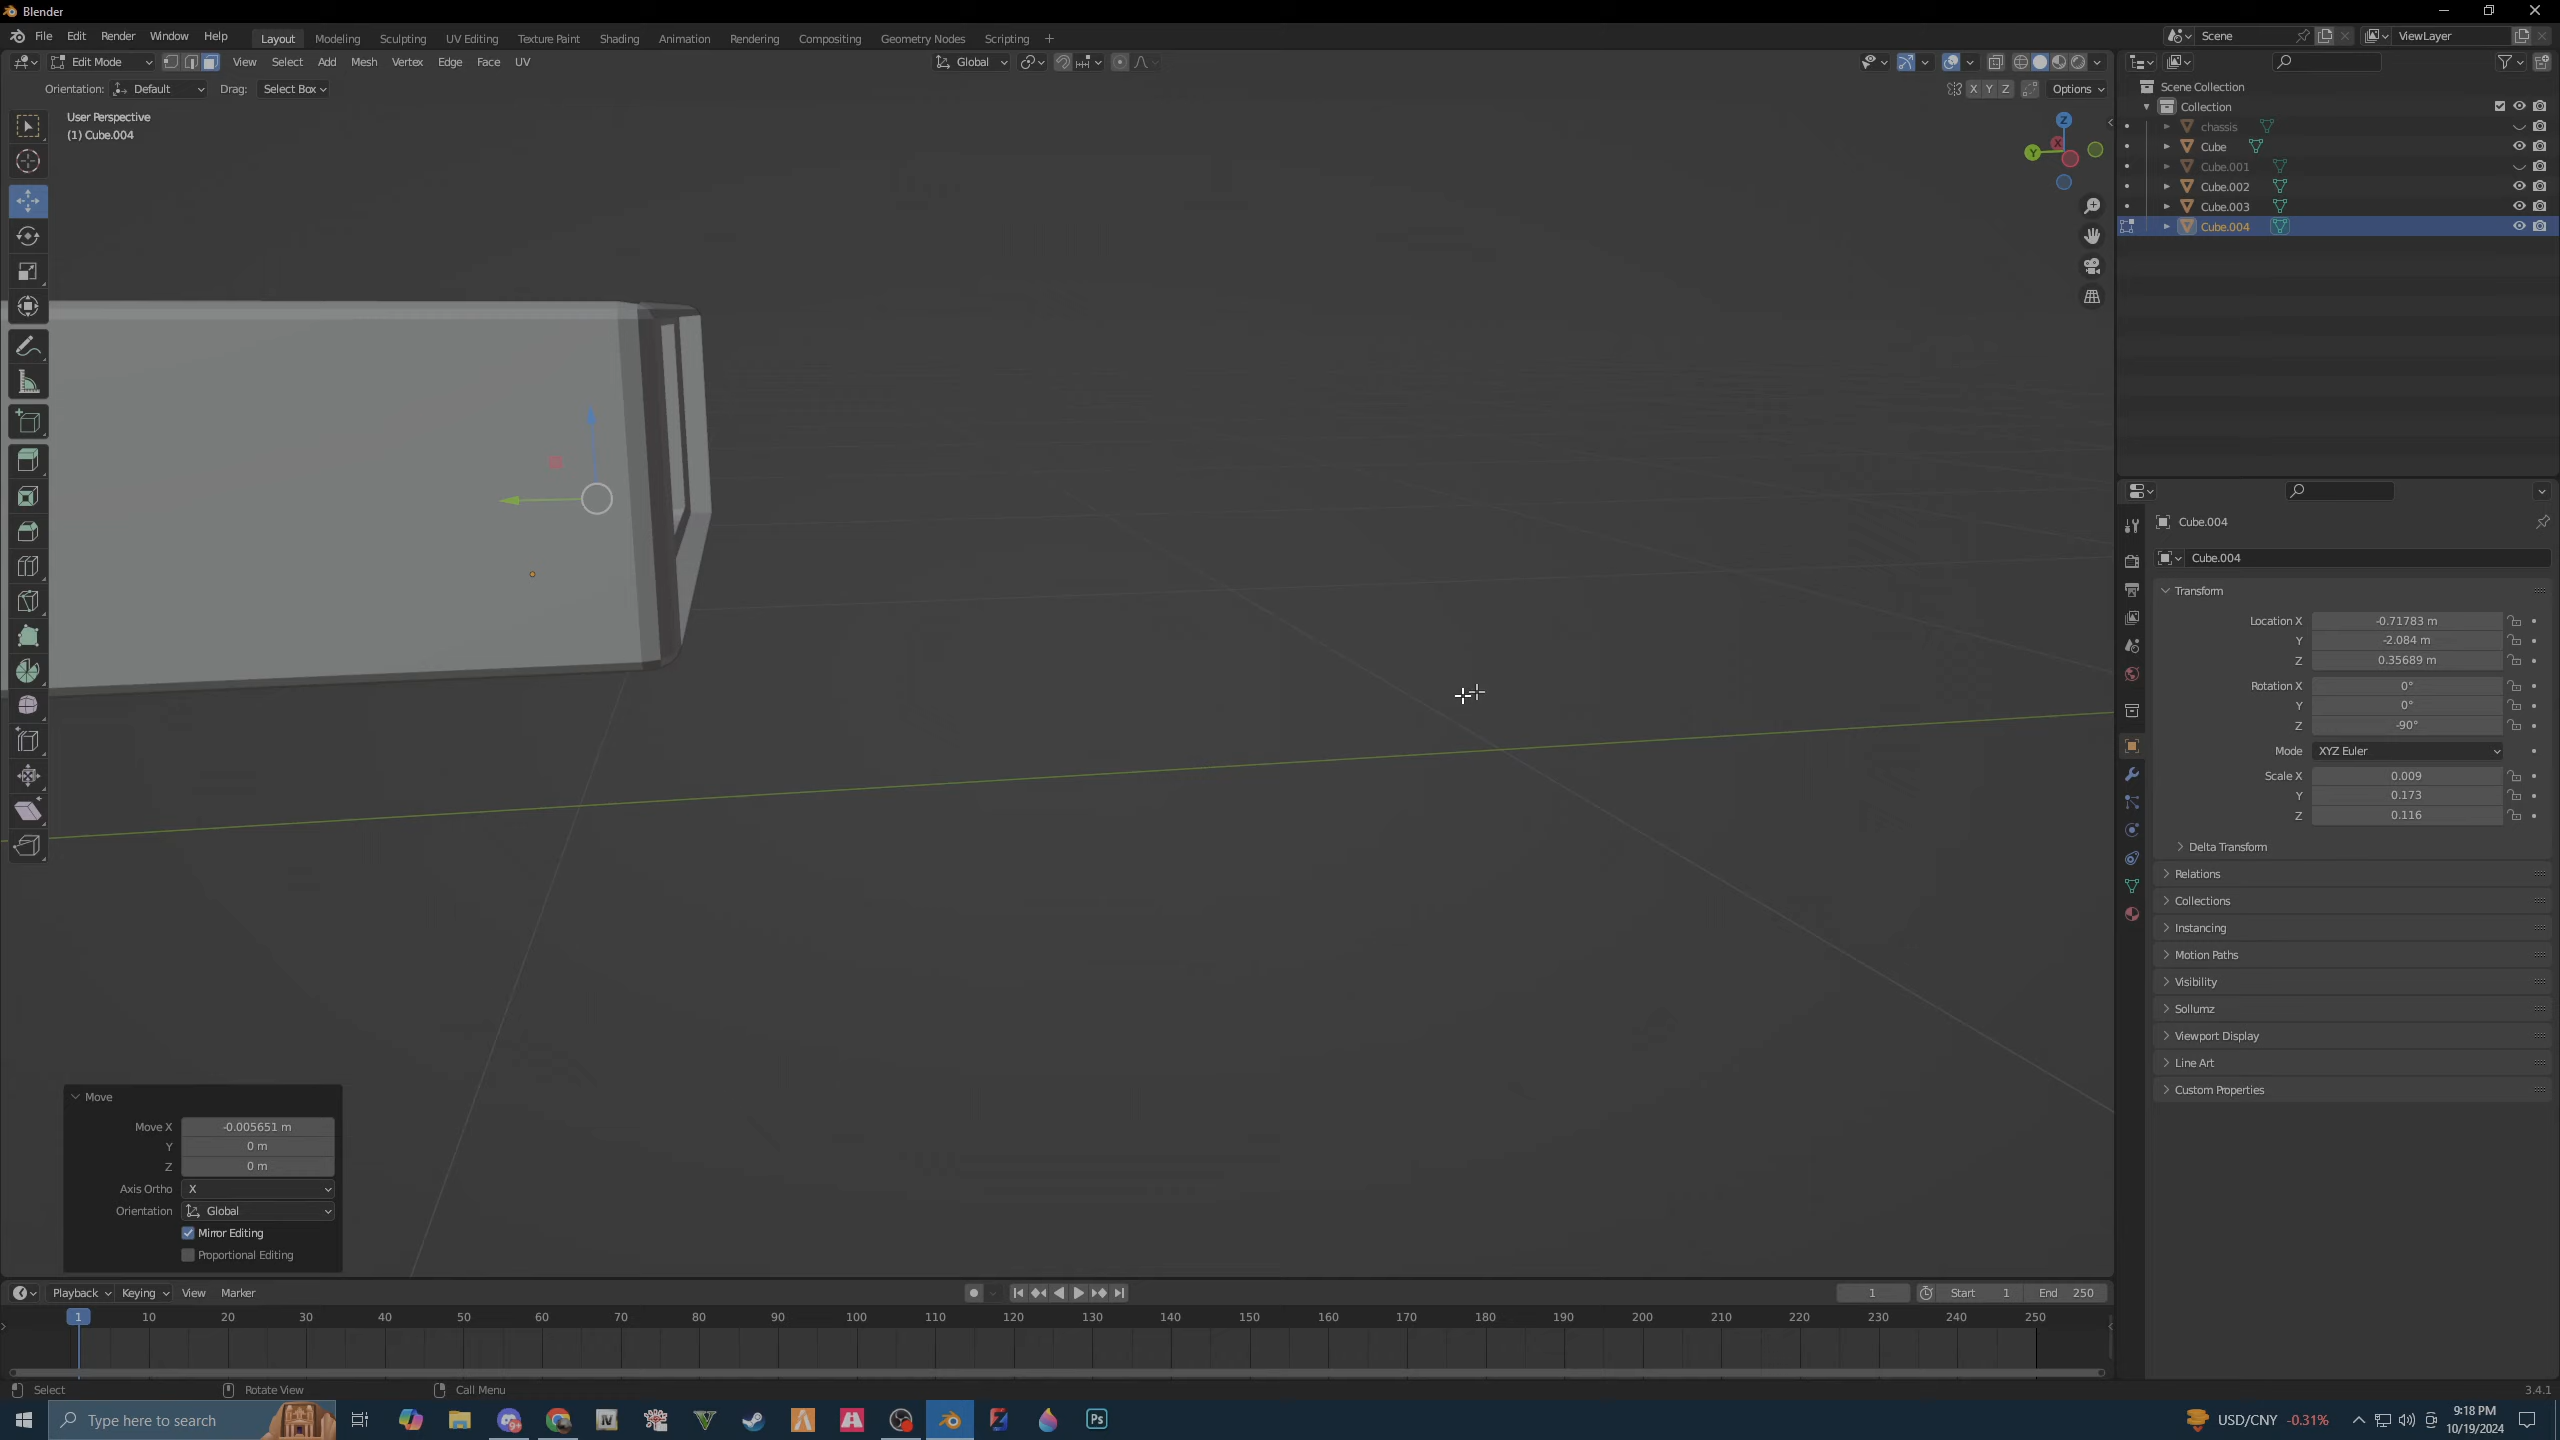 Blender
File Edit Render Window Help
Layout Modeling Sculpting UV Editing Texture Paint Shading Animation Rendering Compositing Geometry Nodes Scripting +
Scene
ViewLayer
Edit Mode View Select Add Mesh Vertex Edge Face UV
Global
Orientation: Default Drag: Select Box
X Y Z Options
User Perspective
(1) Cube.004
Z
X
Y
Scene Collection
Collection
chassis
Cube
Cube.001
Cube.002
Cube.003
Cube.004
Cube.004
Cube.004
Transform
Location X -0.71783 m
Y -2.084 m
Z 0.35689 m
Rotation X 0°
Y 0°
Z -90°
Mode XYZ Euler
Scale X 0.009
Y 0.173
Z 0.116
Delta Transform
Relations
Collections
Instancing
Motion Paths
Visibility
Sollumz
Viewport Display
Line Art
Custom Properties
Move
Move X -0.005651 m
Y 0 m
Z 0 m
Axis Ortho X
Orientation Global
Mirror Editing
Proportional Editing
Playback Keying View Marker
1 Start 1 End 250
1 10 20 30 40 50 60 70 80 90 100 110 120 130 140 150 160 170 180 190 200 210 220 230 240 250
Select Rotate View Call Menu
3.4.1
Type here to search
Ps
USD/CNY -0.31%
9:18 PM
10/19/2024